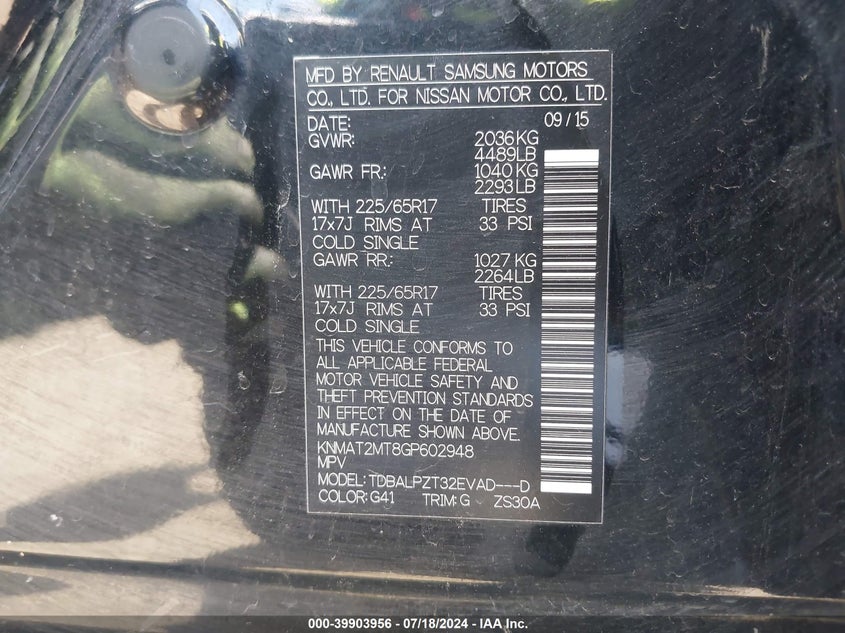 MFD BY RENAULT SAMSUNG MOTORS
CO., LTD. FOR NISSAN MOTOR CO., LTD.
DATE: 09/15
GVWR: 2036KG
4489LB
GAWR FR.: 1040KG
2293LB
WITH 225/65R17 TIRES
17x7J RIMS AT 33 PSI
COLD SINGLE
GAWR RR.: 1027 KG
2264LB
WITH 225/65R17 TIRES
17x7J RIMS AT 33 PSI
COLD SINGLE
THIS VEHICLE CONFORMS TO
ALL APPLICABLE FEDERAL
MOTOR VEHICLE SAFETY AND
THEFT PREVENTION STANDARDS
IN EFFECT ON THE DATE OF
MANUFACTURE SHOWN ABOVE.
KNMAT2MT8GP602948
MPV
MODEL: TDBALPZT32EVAD---D
COLOR: G41 TRIM: G ZS30A
000-39903956 - 07/18/2024 - IAA Inc.